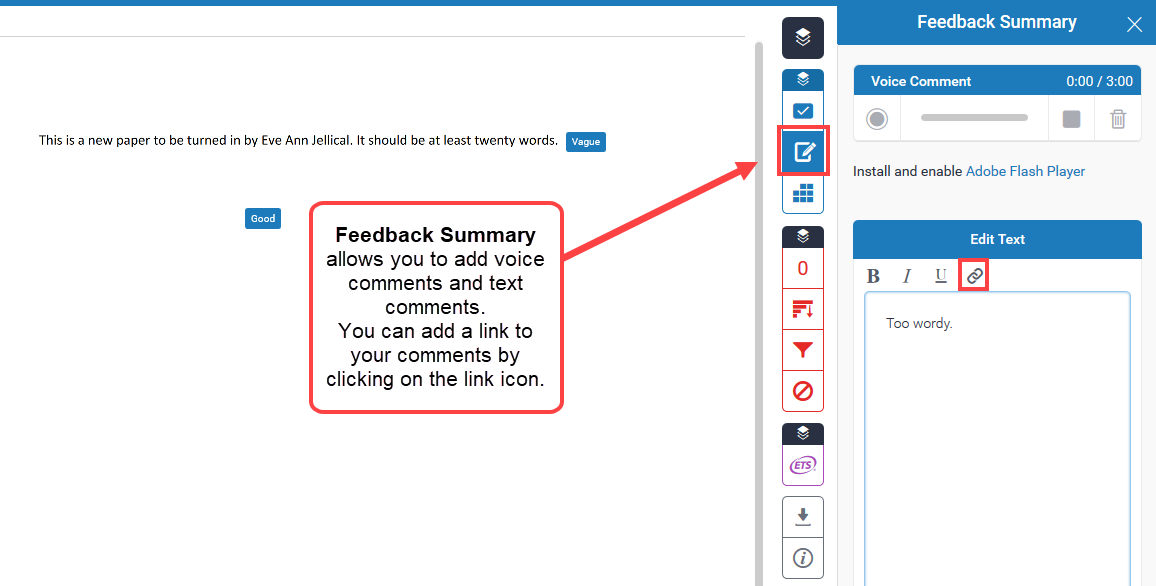 Feedback Summary
Voice Comment 0:00 / 3:00
This is a new paper to be turned in by Eve Ann Jellical. It should be at least twenty words. Vague
Install and enable Adobe Flash Player
Good
Feedback Summary
allows you to add voice
comments and text
comments.
You can add a link to
your comments by
clicking on the link icon.
Edit Text
B I U
Too wordy.
0
ETS
i